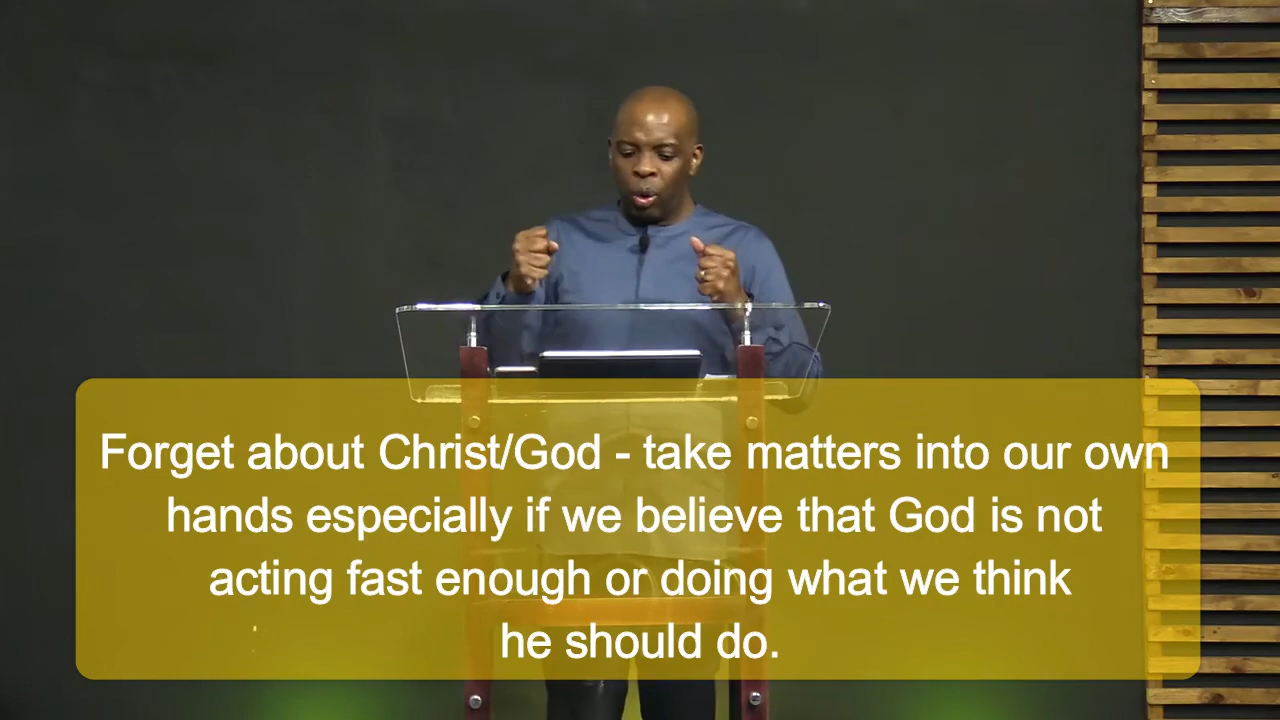 Forget about Christ/God - take matters into our own
hands especially if we believe that God is not
acting fast enough or doing what we think
he should do.